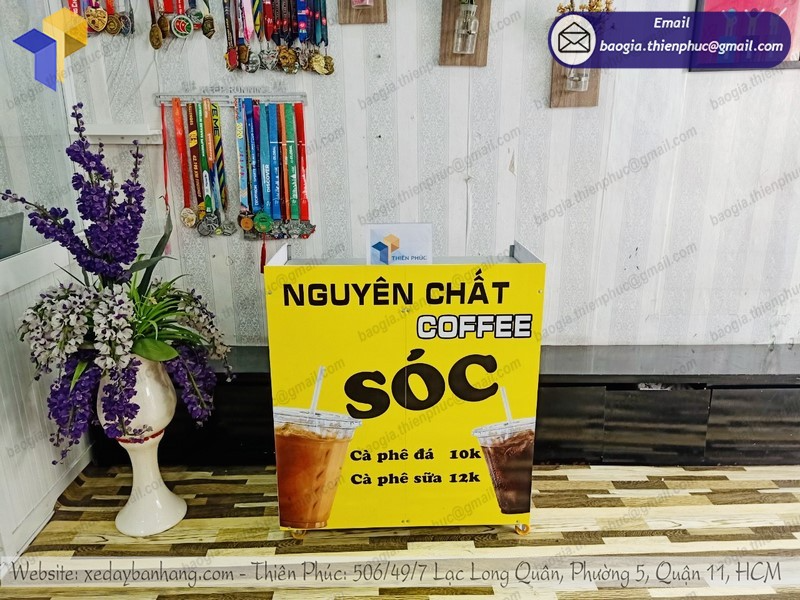 Email
baogia.thienphuc@gmail.com
THIÊN PHÚC
NGUYÊN CHẤT
COFFEE
SÓC
Cà phê đá 10k
Cà phê sữa 12k
Website: xedaybanhang.com - Thiên Phúc: 506/49/7 Lạc Long Quân, Phường 5, Quận 11, HCM